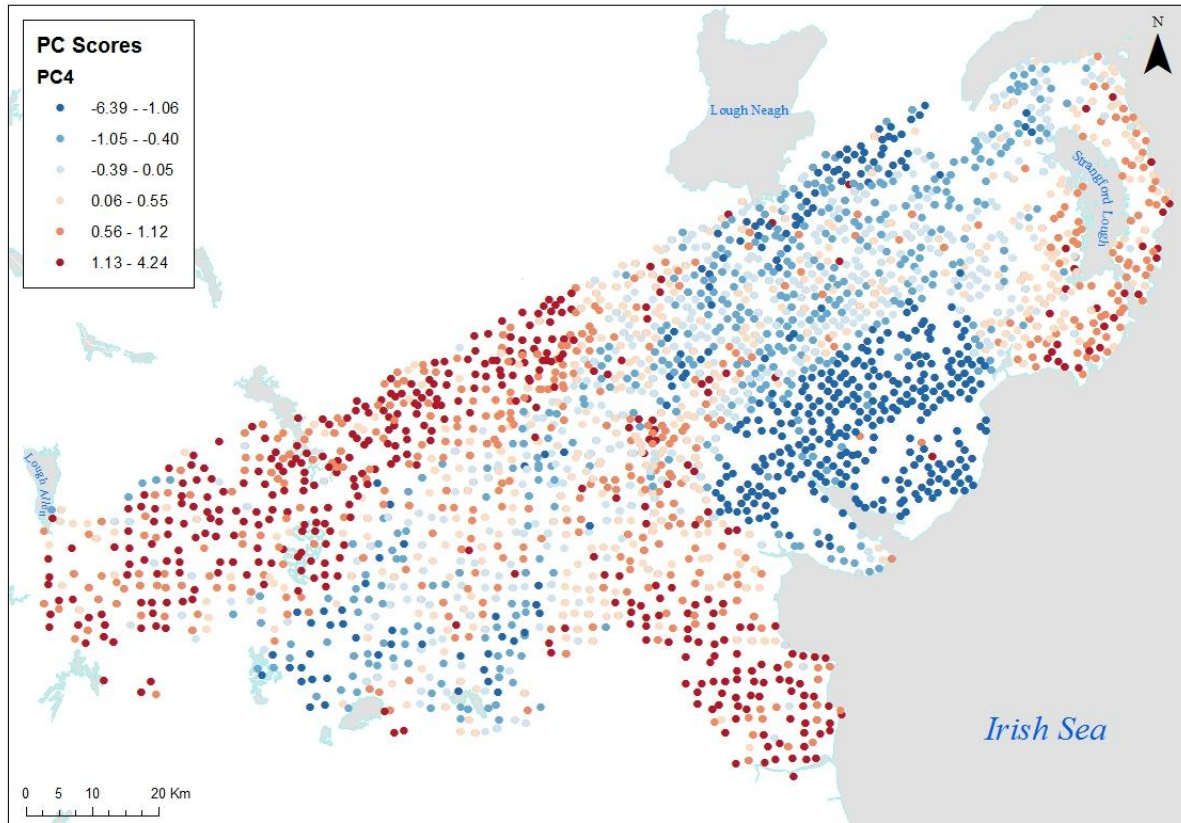 PC Scores
PC4
-6.39 - -1.06
-1.05 - -0.40
-0.39 - 0.05
0.06 - 0.55
0.56 - 1.12
1.13 - 4.24
N
Lough Neagh
Strangford Lough
Lough Allen
Irish Sea
0 5 10 20 Km